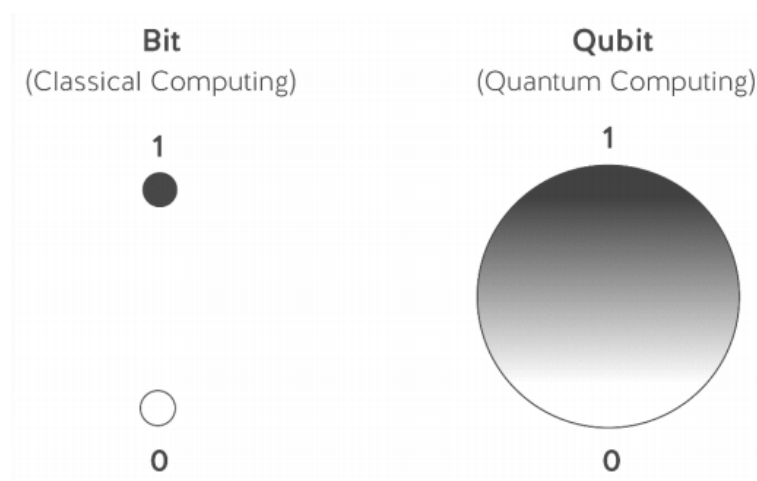 Bit
(Classical Computing)
1
0
Qubit
(Quantum Computing)
1
0